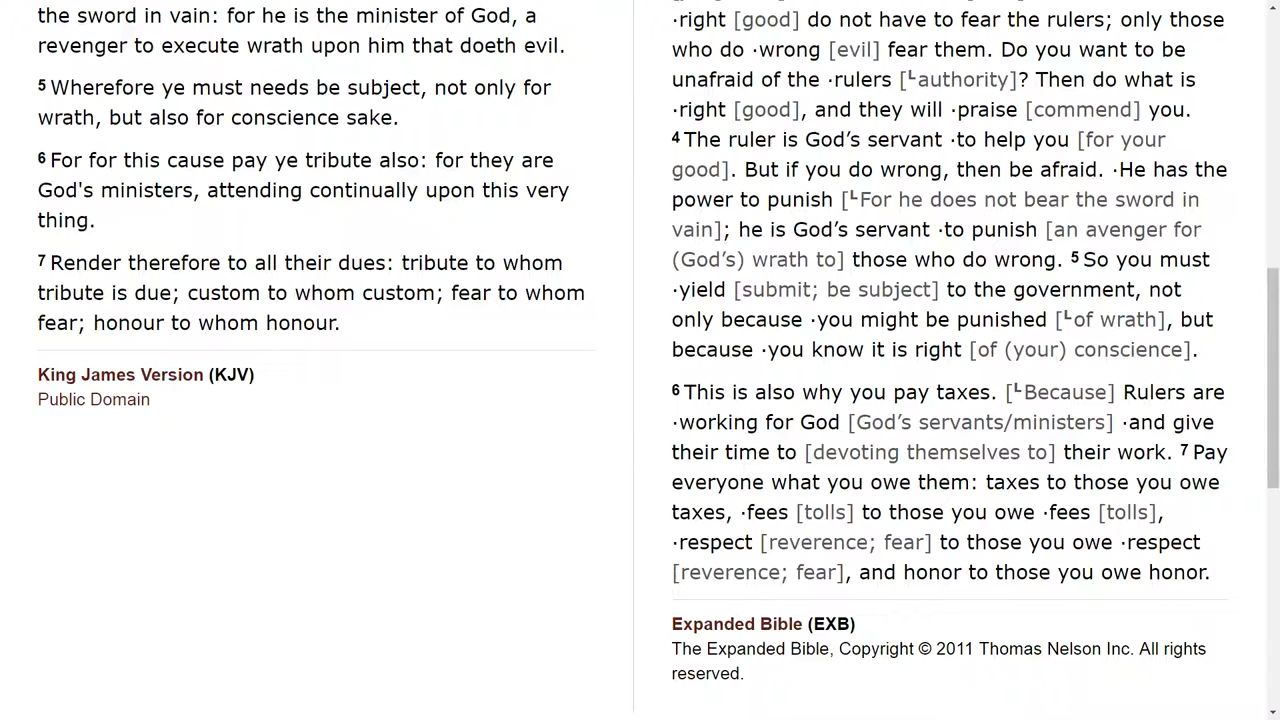 the sword in vain: for he is the minister of God, a
revenger to execute wrath upon him that doeth evil.
5 Wherefore ye must needs be subject, not only for
wrath, but also for conscience sake.
6 For for this cause pay ye tribute also: for they are
God's ministers, attending continually upon this very
thing.
7 Render therefore to all their dues: tribute to whom
tribute is due; custom to whom custom; fear to whom
fear; honour to whom honour.
King James Version (KJV)
Public Domain
·right [good] do not have to fear the rulers; only those
who do ·wrong [evil] fear them. Do you want to be
unafraid of the ·rulers [ᴸauthority]? Then do what is
·right [good], and they will ·praise [commend] you.
4 The ruler is God’s servant ·to help you [for your
good]. But if you do wrong, then be afraid. ·He has the
power to punish [ᴸFor he does not bear the sword in
vain]; he is God’s servant ·to punish [an avenger for
(God’s) wrath to] those who do wrong. 5 So you must
·yield [submit; be subject] to the government, not
only because ·you might be punished [ᴸof wrath], but
because ·you know it is right [of (your) conscience].
6 This is also why you pay taxes. [ᴸBecause] Rulers are
·working for God [God’s servants/ministers] ·and give
their time to [devoting themselves to] their work. 7 Pay
everyone what you owe them: taxes to those you owe
taxes, ·fees [tolls] to those you owe ·fees [tolls],
·respect [reverence; fear] to those you owe ·respect
[reverence; fear], and honor to those you owe honor.
Expanded Bible (EXB)
The Expanded Bible, Copyright © 2011 Thomas Nelson Inc. All rights
reserved.